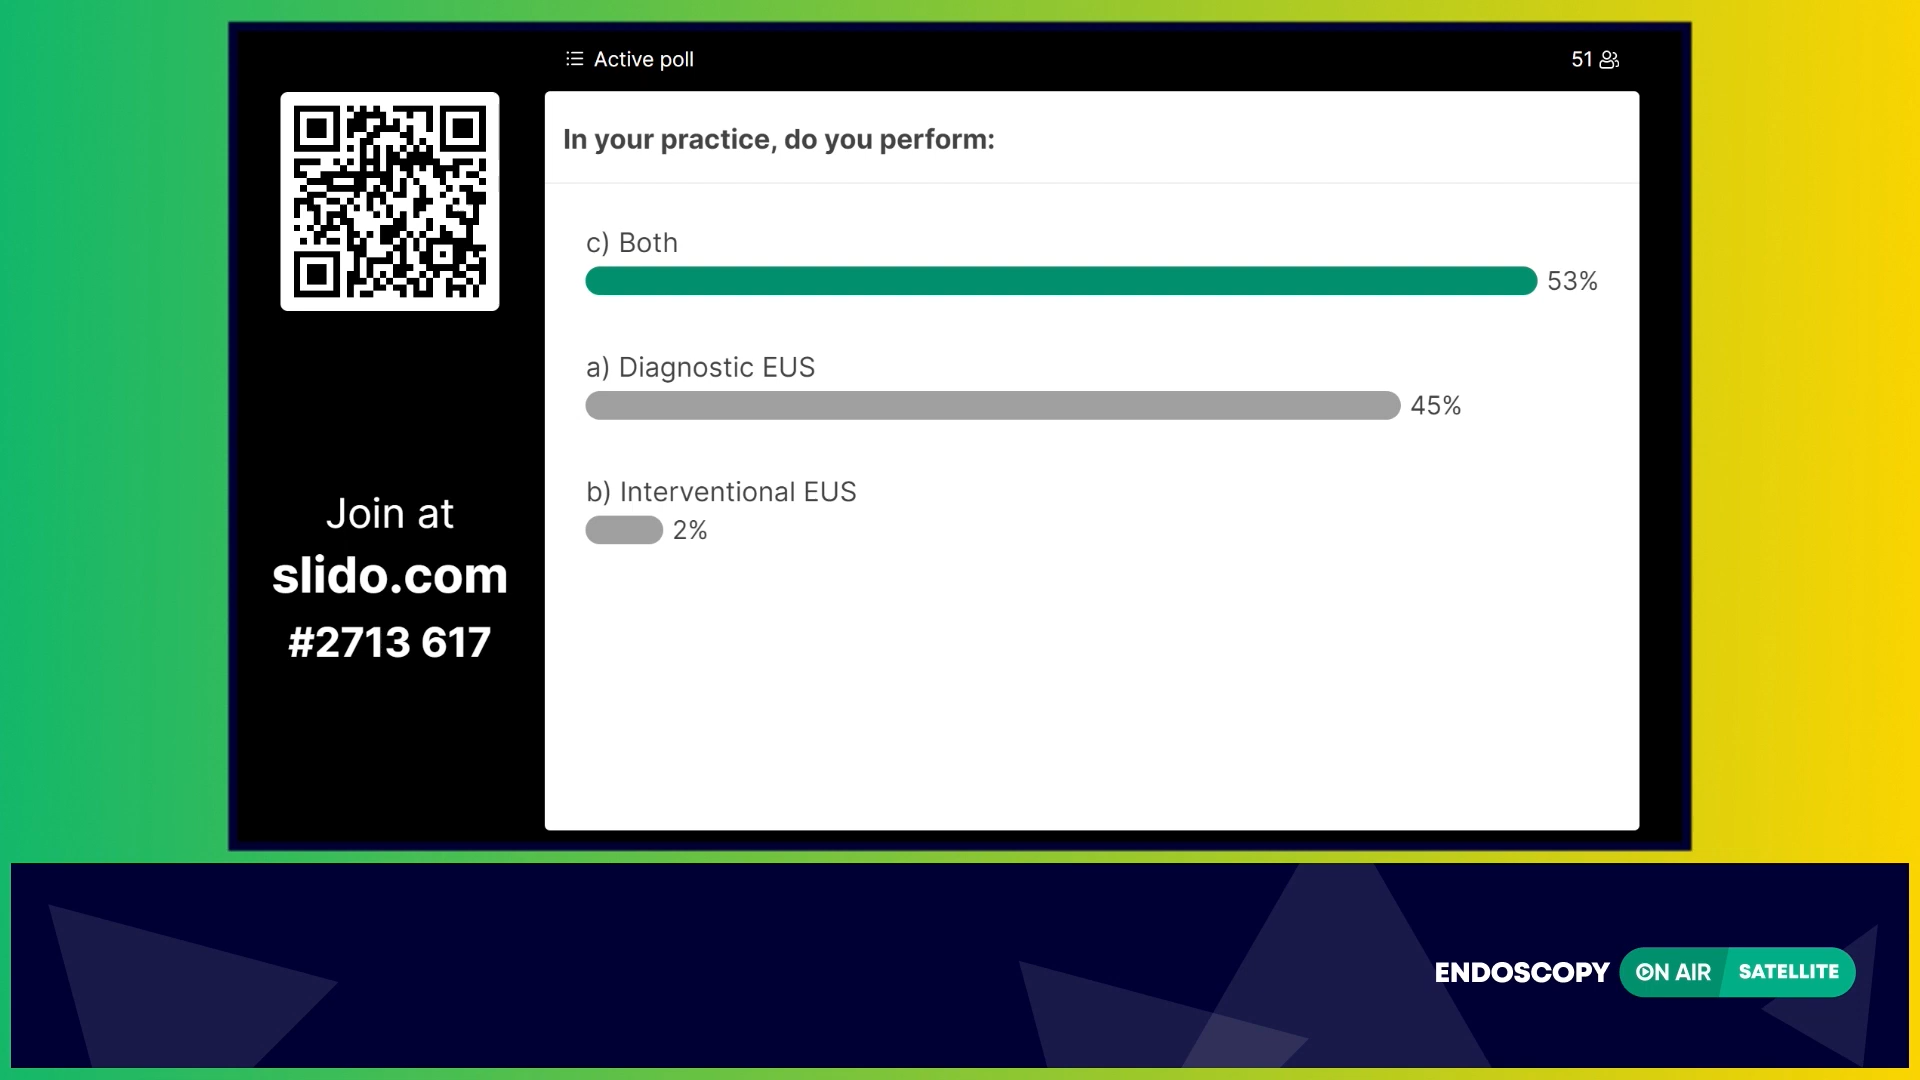 Active poll
51
In your practice, do you perform:
c) Both
53%
a) Diagnostic EUS
45%
b) Interventional EUS
2%
Join at
slido.com
#2713 617
ENDOSCOPY ON AIR SATELLITE